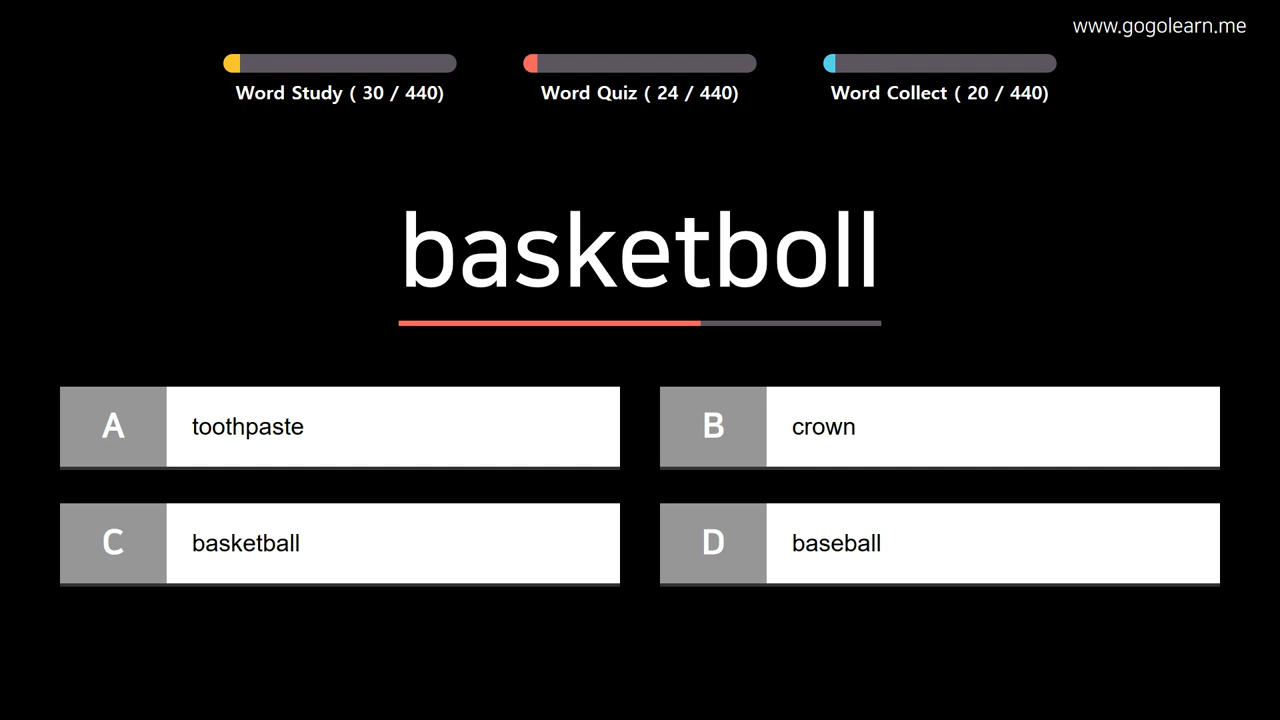 www.gogolearn.me
Word Study ( 30 / 440)
Word Quiz ( 24 / 440)
Word Collect ( 20 / 440)
basketboll
A toothpaste
B crown
C basketball
D baseball